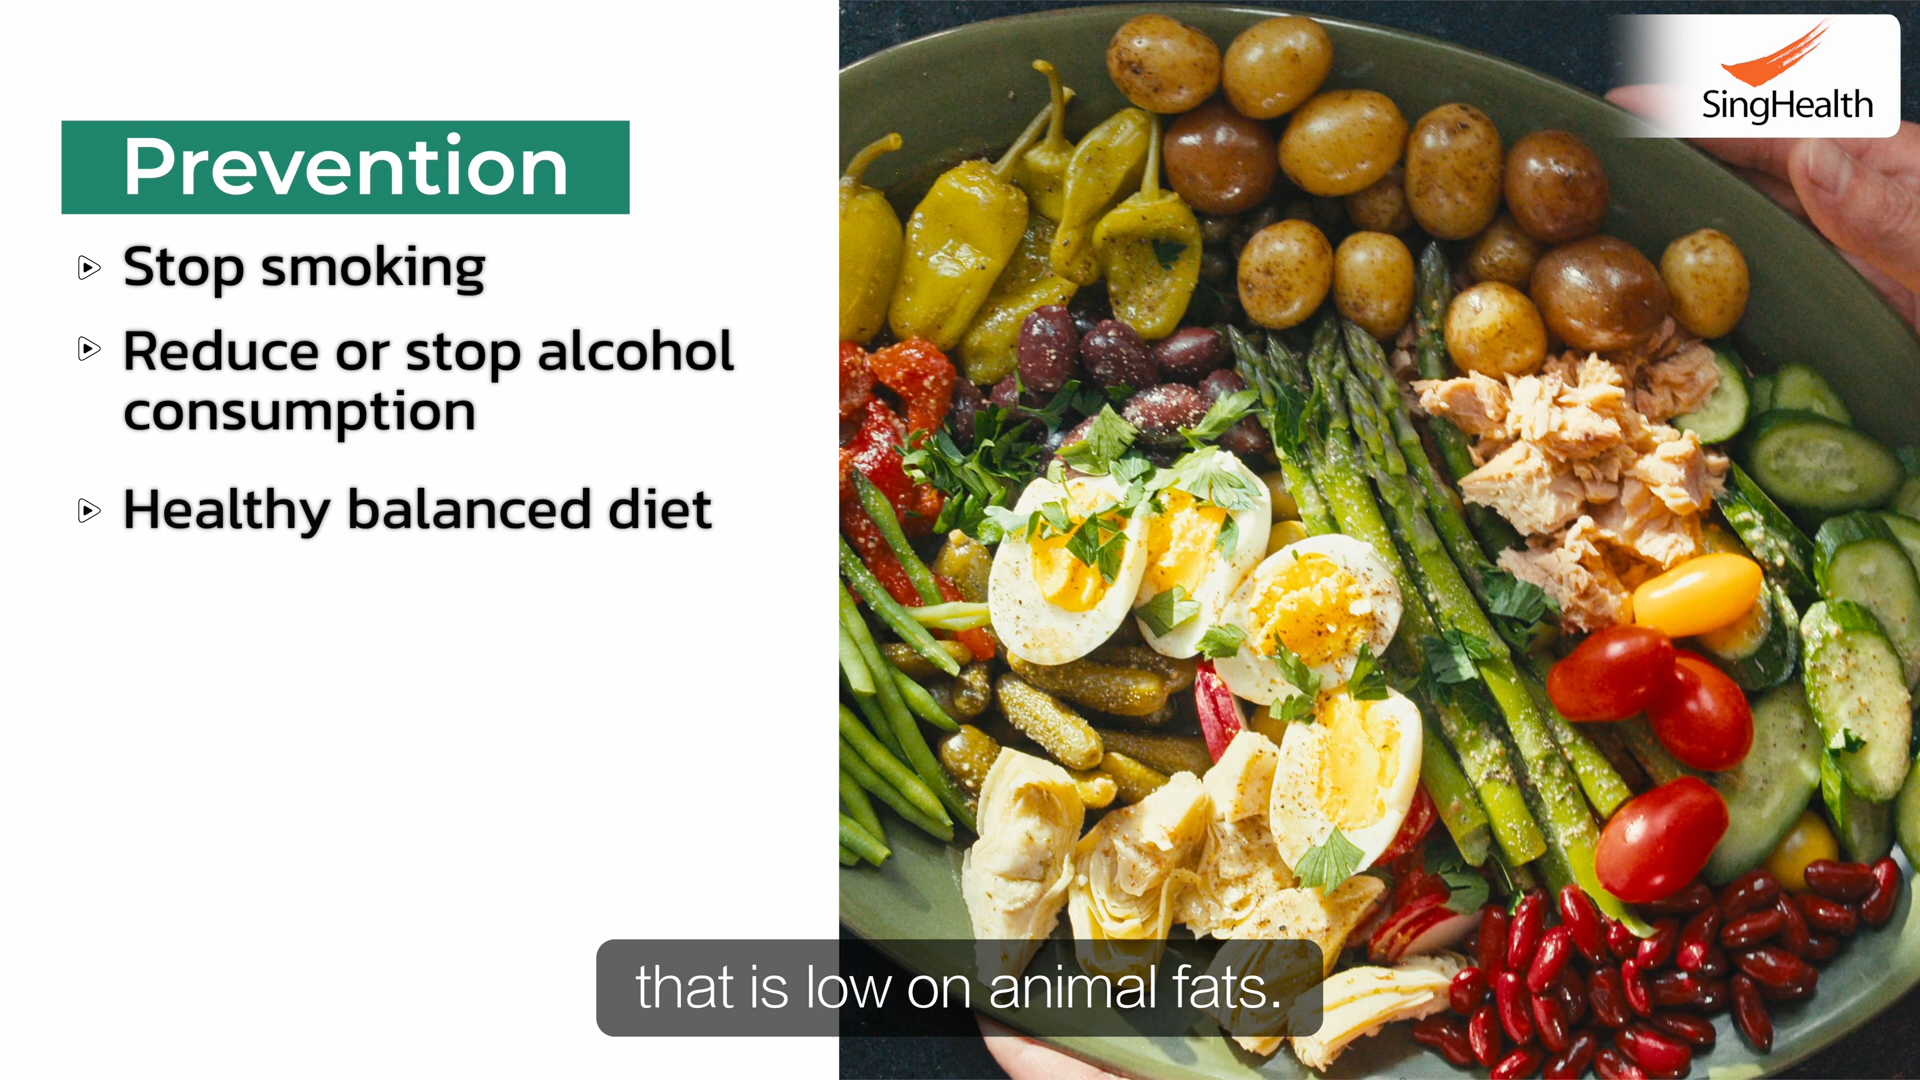 SingHealth
Prevention
Stop smoking
Reduce or stop alcohol
consumption
Healthy balanced diet
that is low on animal fats.